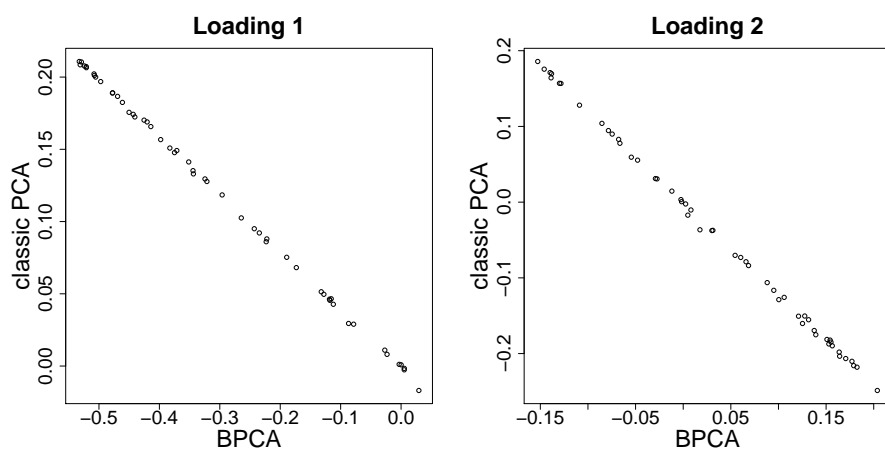 Loading 1
classic PCA
0.20
0.15
0.10
0.05
0.00
−0.5 −0.4 −0.3 −0.2 −0.1 0.0
BPCA
Loading 2
classic PCA
0.2
0.1
0.0
−0.1
−0.2
−0.15 −0.05 0.05 0.15
BPCA